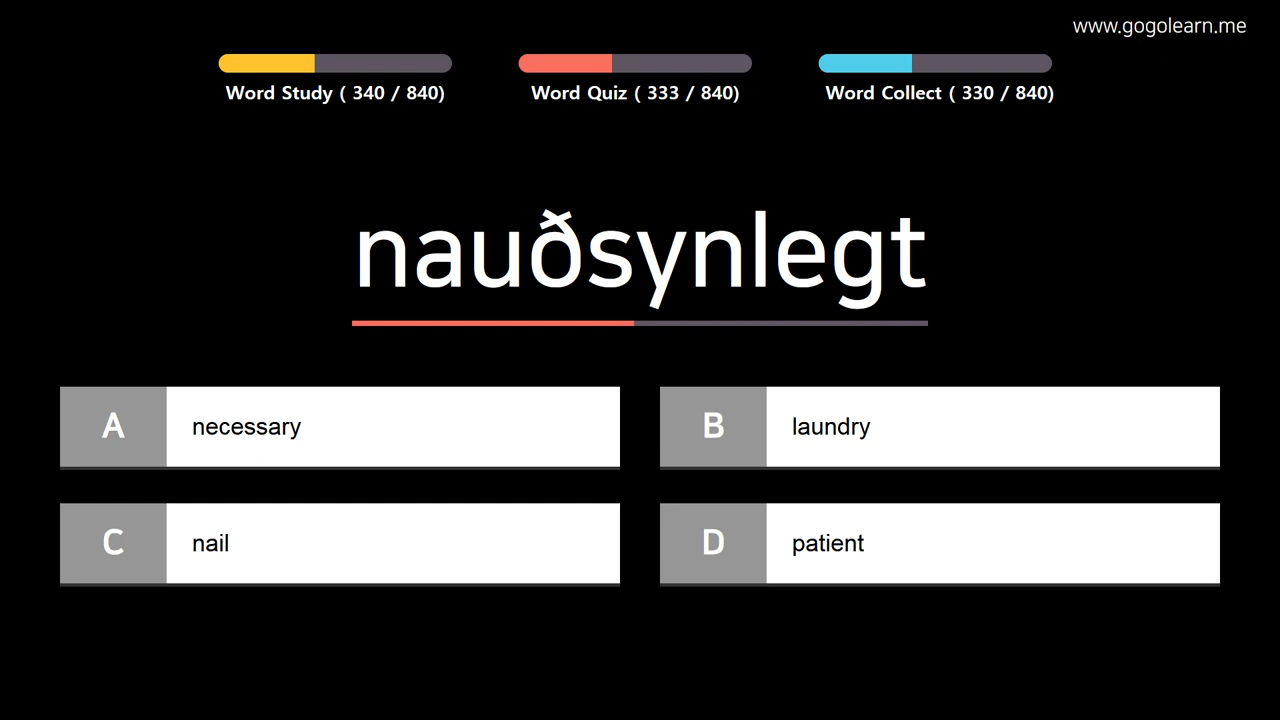 www.gogolearn.me
Word Study ( 340 / 840)
Word Quiz ( 333 / 840)
Word Collect ( 330 / 840)
nauðsynlegt
A necessary
B laundry
C nail
D patient